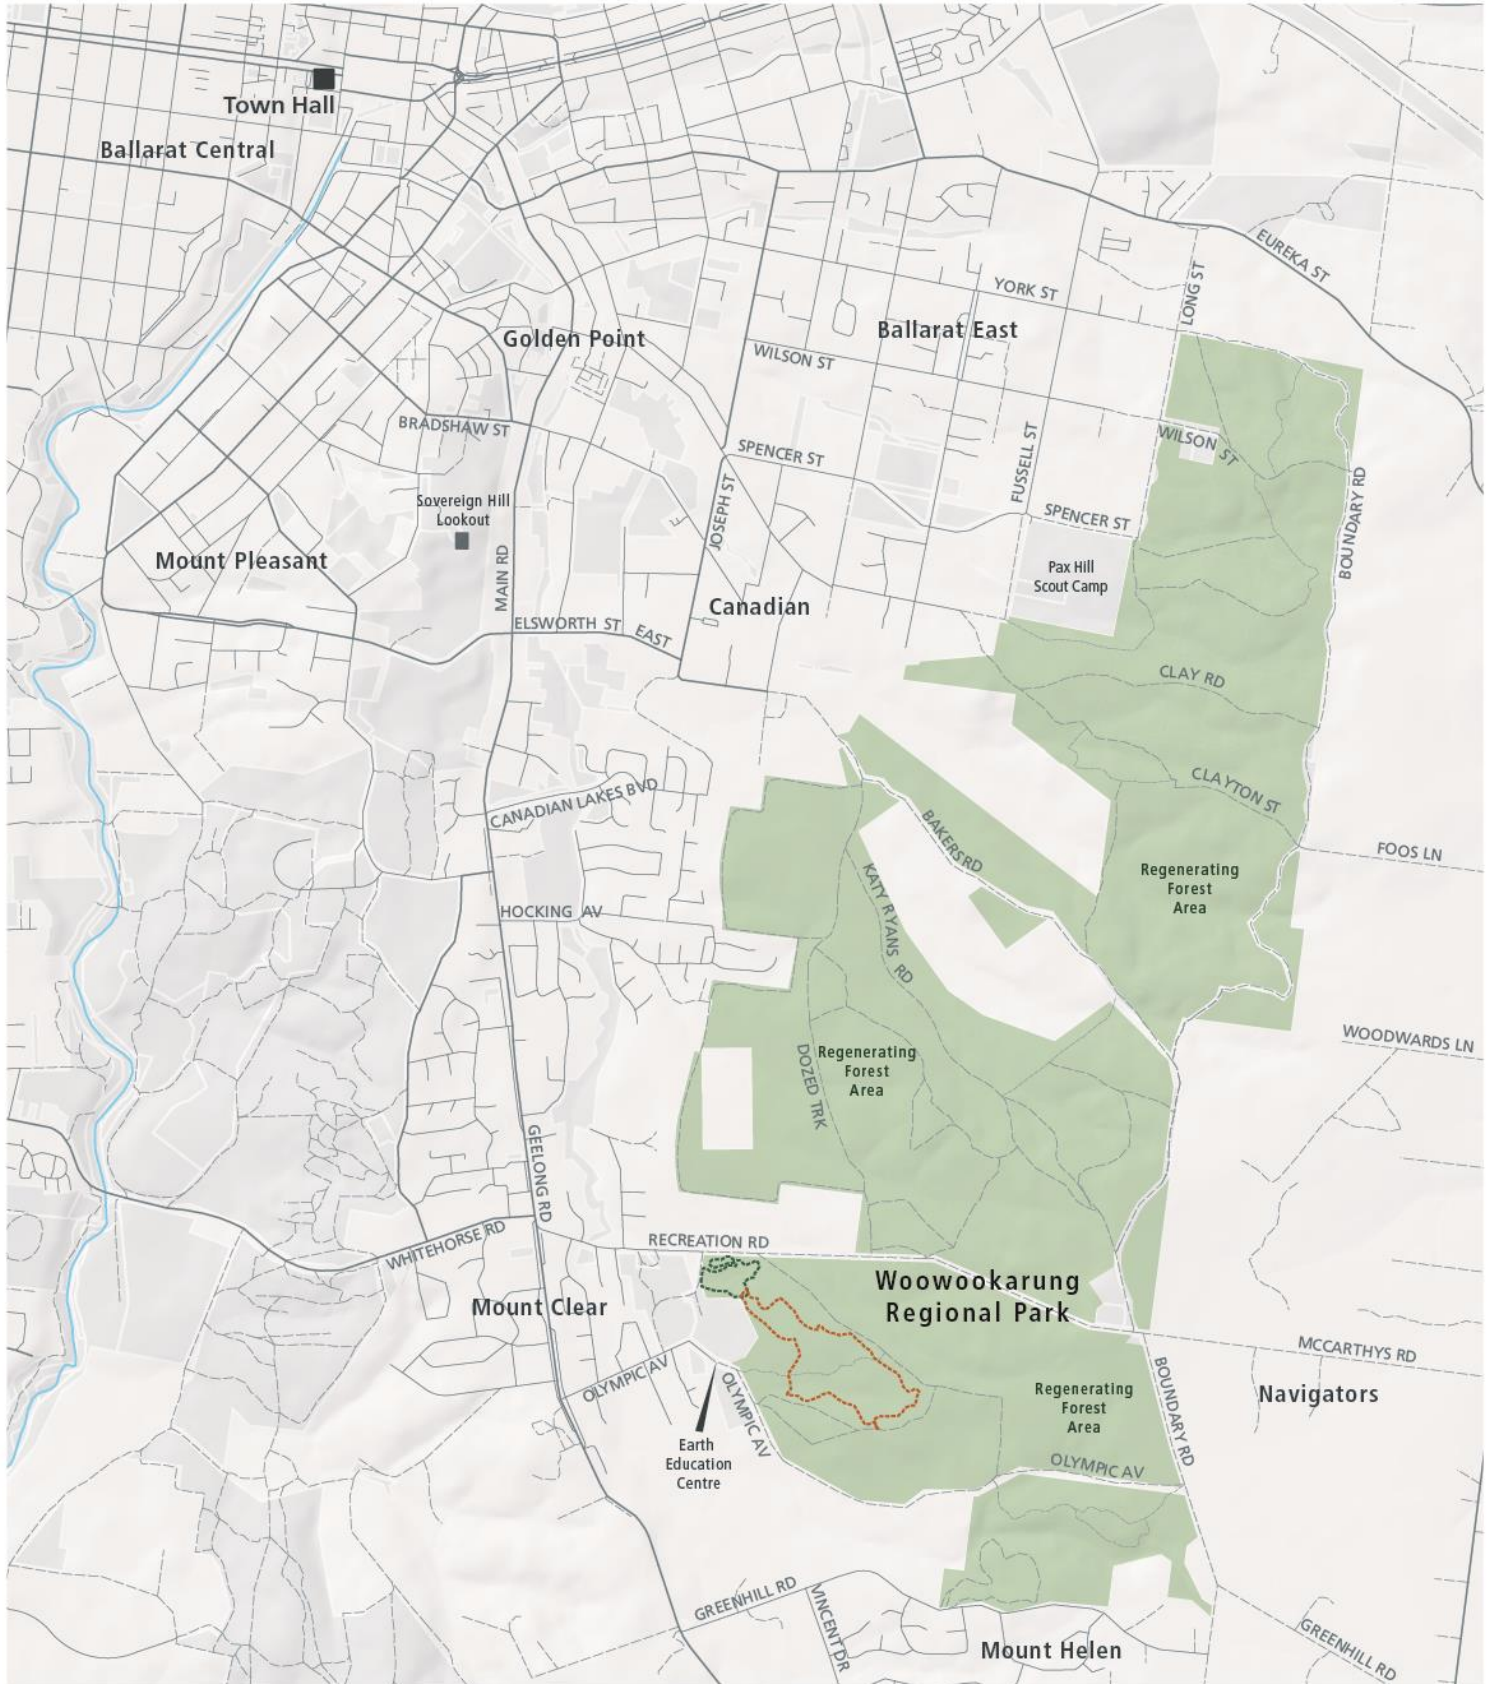 Town Hall
Ballarat Central
EUREKA ST
LONG ST
YORK ST
Golden Point
Ballarat East
WILSON ST
BRADSHAW ST
SPENCER ST
WILSON ST
FUSSELL ST
BOUNDARY RD
JOSEPH ST
Sovereign Hill
Lookout
SPENCER ST
MAIN RD
Mount Pleasant
Pax Hill
Scout Camp
Canadian
ELSWORTH ST EAST
CLAY RD
CLAYTON ST
CANADIAN LAKES BVD
BAKERS RD
FOOS LN
Regenerating
Forest
Area
KATY RYANS RD
HOCKING AV
WOODWARDS LN
DOZED TRK
Regenerating
Forest
Area
GEELONG RD
WHITEHORSE RD
RECREATION RD
Woowookarung
Regional Park
Mount Clear
MCCARTHYS RD
OLYMPIC AV
OLYMPIC AV
Regenerating
Forest
Area
BOUNDARY RD
Navigators
Earth
Education
Centre
OLYMPIC AV
GREENHILL RD
VINCENT DR
Mount Helen
GREENHILL RD